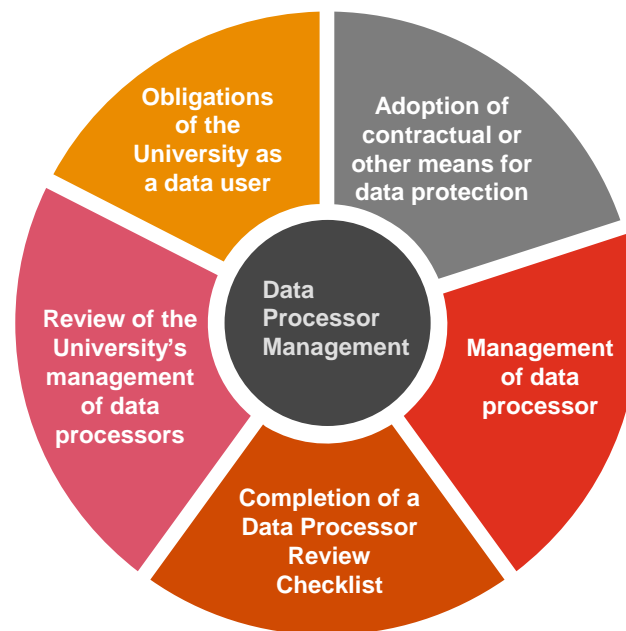 Obligations
of the
University as
a data user
Adoption of
contractual or
other means for
data protection
Data
Processor
Management
Review of the
University's
management
of data
processors
Management
of data
processor
Completion of a
Data Processor
Review
Checklist